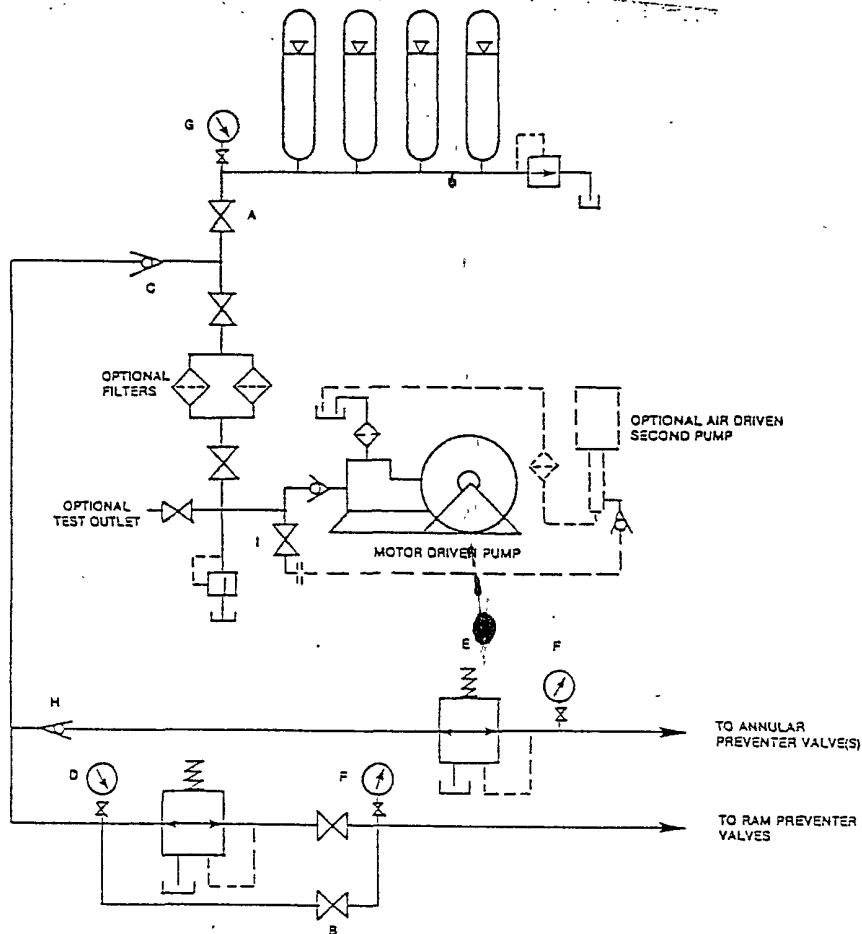 G
A
C
OPTIONAL
FILTERS
OPTIONAL AIR DRIVEN
SECOND PUMP
OPTIONAL
TEST OUTLET
I
MOTOR DRIVEN PUMP
E
F
H
TO ANNULAR
PREVENTER VALVE(S)
D
F
TO RAM PREVENTER
VALVES
B